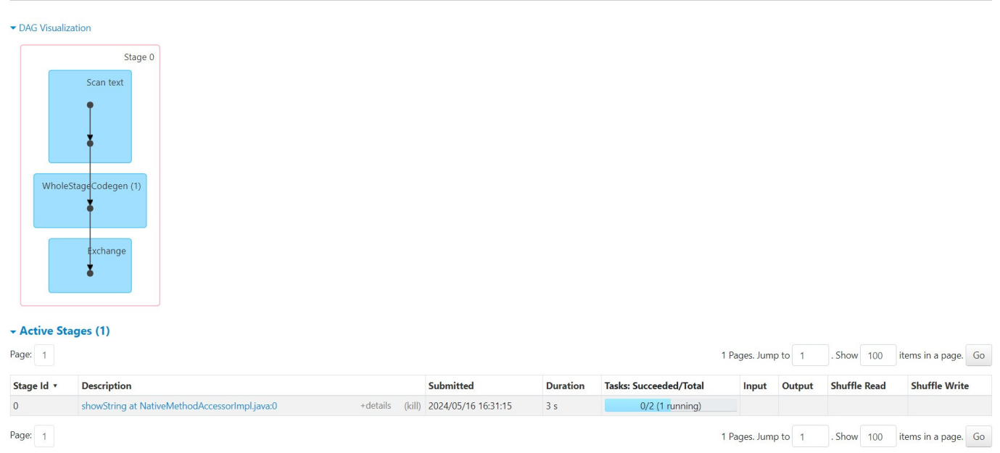 DAG Visualization
Stage 0
Scan text
WholeStageCodegen (1)
Exchange
Active Stages (1)
Page: 1 1 Pages. Jump to 1 . Show 100 items in a page. Go
Stage Id Description Submitted Duration Tasks: Succeeded/Total Input Output Shuffle Read Shuffle Write
0 showString at NativeMethodAccessorImpl.java:0 +details (kill) 2024/05/16 16:31:15 3 s 0/2 (1 running)
Page: 1 1 Pages. Jump to 1 . Show 100 items in a page. Go